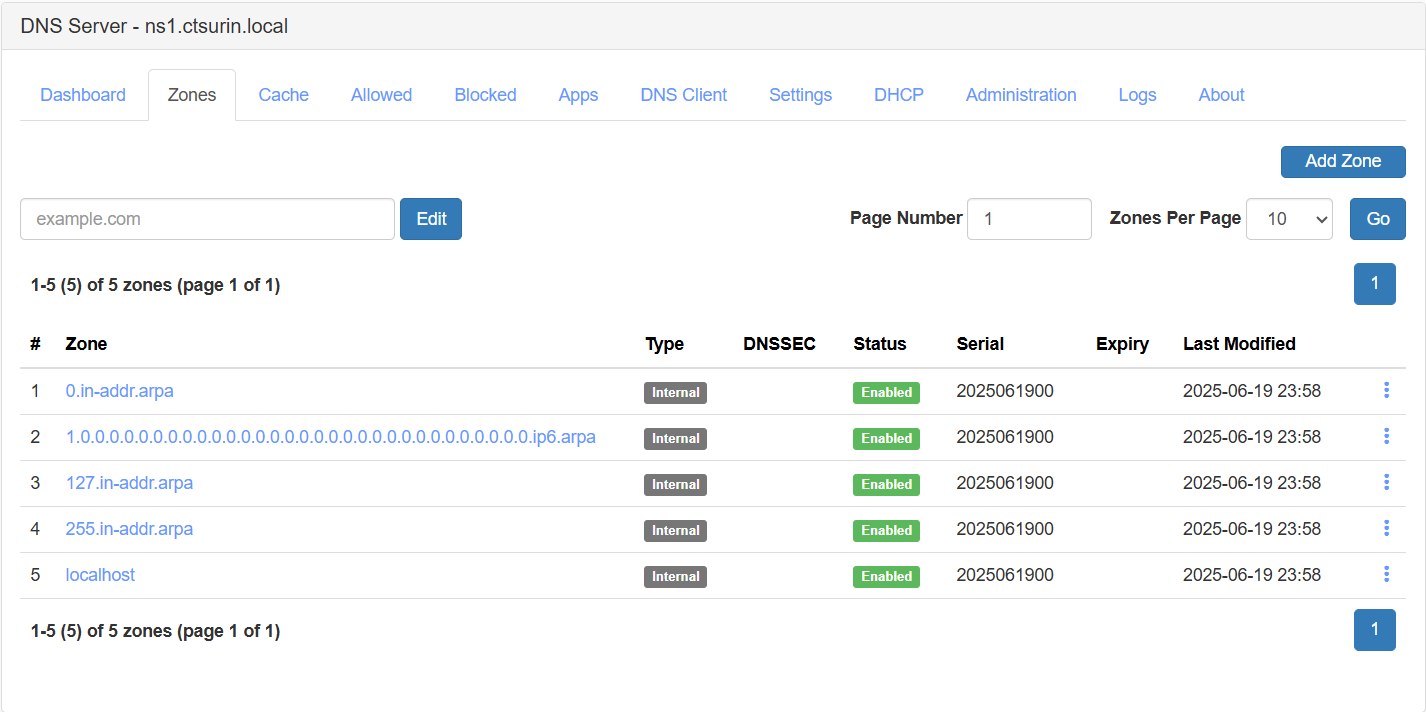 DNS Server - ns1.ctsurin.local
Dashboard Zones Cache Allowed Blocked Apps DNS Client Settings DHCP Administration Logs About
Add Zone
example.com Edit Page Number 1 Zones Per Page 10 Go
1-5 (5) of 5 zones (page 1 of 1) 1
# Zone Type DNSSEC Status Serial Expiry Last Modified
1 0.in-addr.arpa Internal Enabled 2025061900 2025-06-19 23:58
2 1.0.0.0.0.0.0.0.0.0.0.0.0.0.0.0.0.0.0.0.0.0.0.0.0.0.0.0.0.0.0.0.ip6.arpa Internal Enabled 2025061900 2025-06-19 23:58
3 127.in-addr.arpa Internal Enabled 2025061900 2025-06-19 23:58
4 255.in-addr.arpa Internal Enabled 2025061900 2025-06-19 23:58
5 localhost Internal Enabled 2025061900 2025-06-19 23:58
1-5 (5) of 5 zones (page 1 of 1) 1